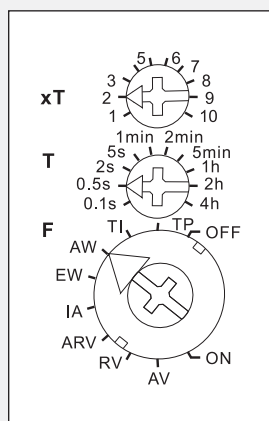 5 6
3 7
xT 2 8
9
1 10
1min 2min
5s 5min
T 2s 1h
0.5s 2h
0.1s 4h
F TI TP OFF
AW
EW
IA
ARV
RV AV ON